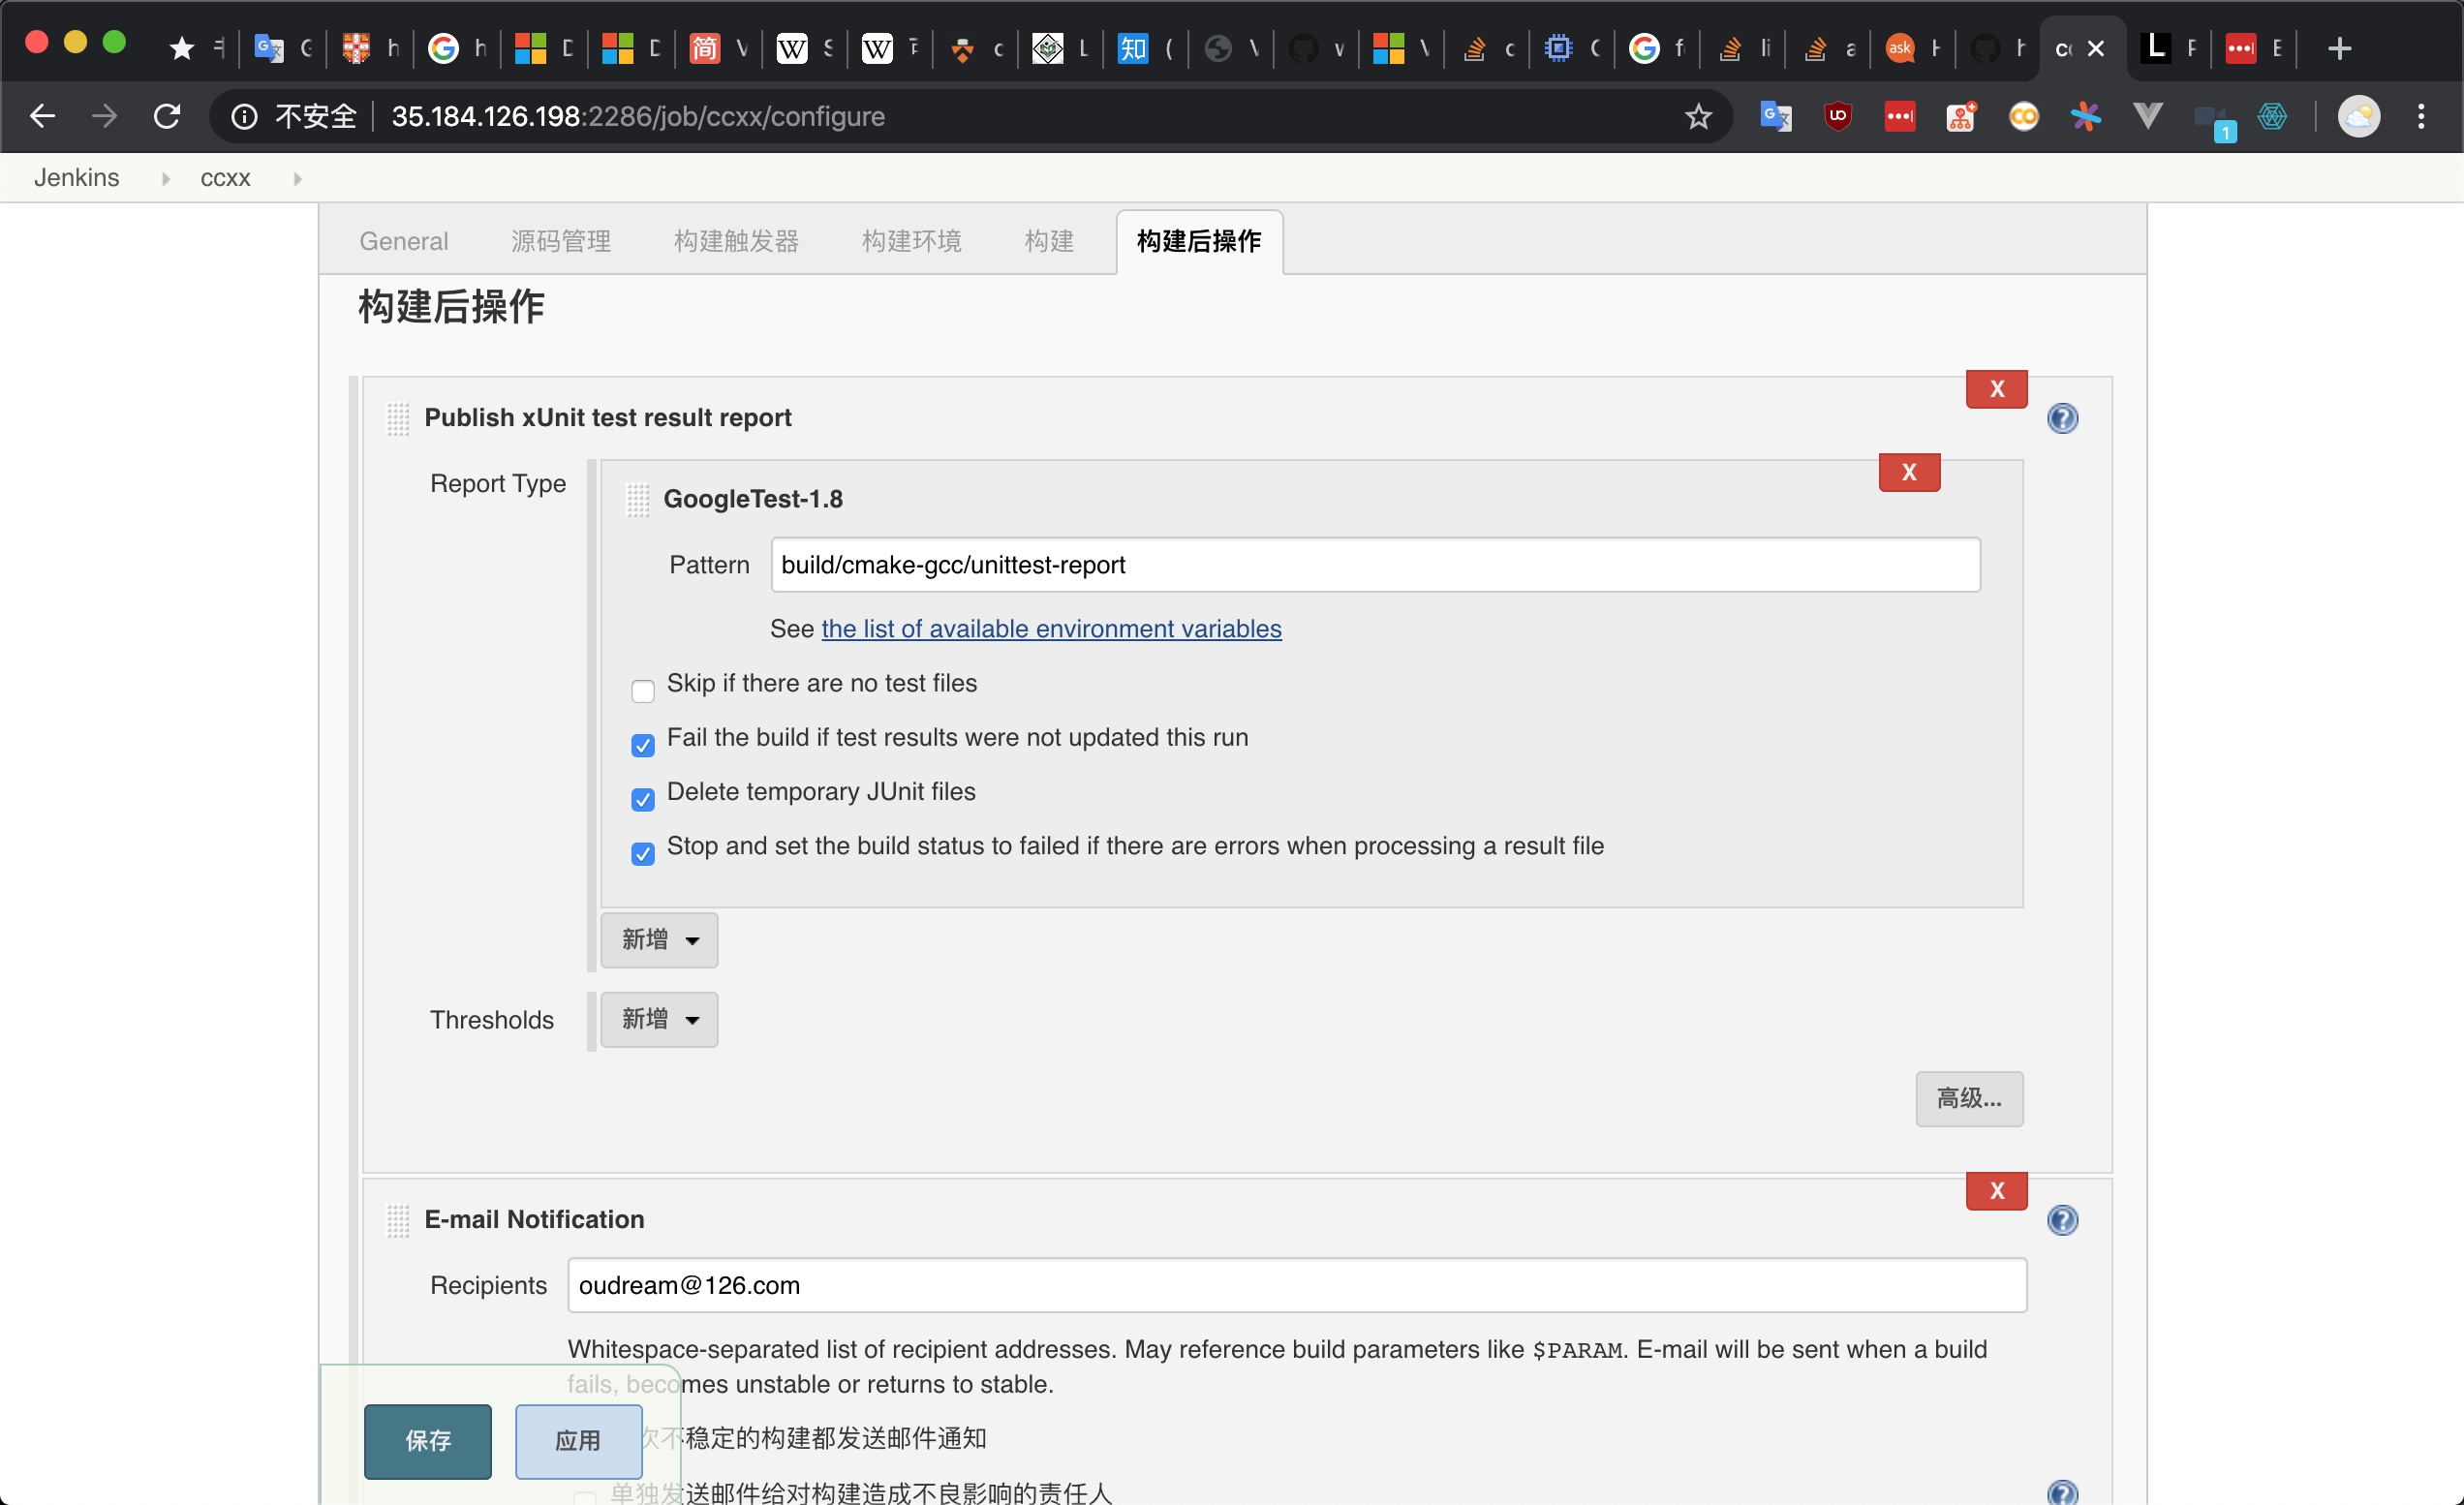 不安全 35.184.126.198:2286/job/ccxx/configure
Jenkins ccxx
General 源码管理 构建触发器 构建环境 构建 构建后操作
构建后操作
X
Publish xUnit test result report
Report Type
X
GoogleTest-1.8
Pattern build/cmake-gcc/unittest-report
See the list of available environment variables
Skip if there are no test files
Fail the build if test results were not updated this run
Delete temporary JUnit files
Stop and set the build status to failed if there are errors when processing a result file
新增
Thresholds 新增
高级...
X
E-mail Notification
Recipients oudream@126.com
Whitespace-separated list of recipient addresses. May reference build parameters like $PARAM. E-mail will be sent when a build
fails, becomes unstable or returns to stable.
次不稳定的构建都发送邮件通知
保存 应用
单独发送邮件给对构建造成不良影响的责任人